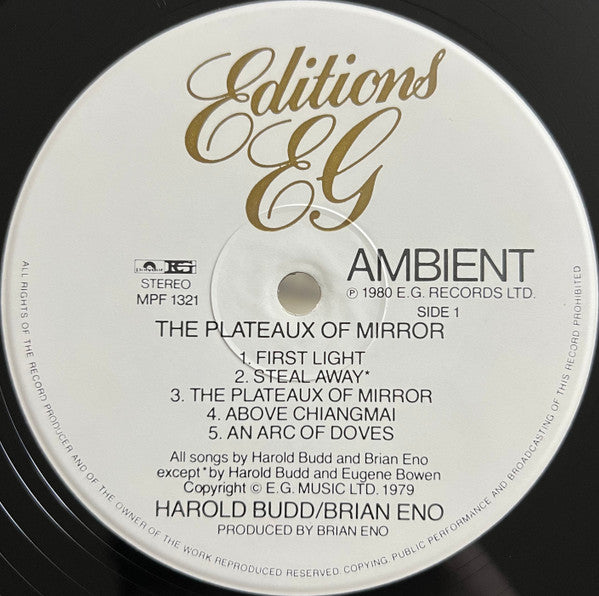 Editions
EG
AMBIENT
℗ 1980 E.G. RECORDS LTD.
SIDE 1
polydor EG
STEREO
MPF 1321
THE PLATEAUX OF MIRROR
1. FIRST LIGHT
2. STEAL AWAY*
3. THE PLATEAUX OF MIRROR
4. ABOVE CHIANGMAI
5. AN ARC OF DOVES
All songs by Harold Budd and Brian Eno
except*by Harold Budd and Eugene Bowen
Copyright © E.G. MUSIC LTD. 1979
HAROLD BUDD/BRIAN ENO
PRODUCED BY BRIAN ENO
ALL RIGHTS OF THE RECORD PRODUCER AND OF THE OWNER OF THE WORK REPRODUCED RESERVED. COPYING, PUBLIC PERFORMANCE AND BROADCASTING OF THIS RECORD PROHIBITED